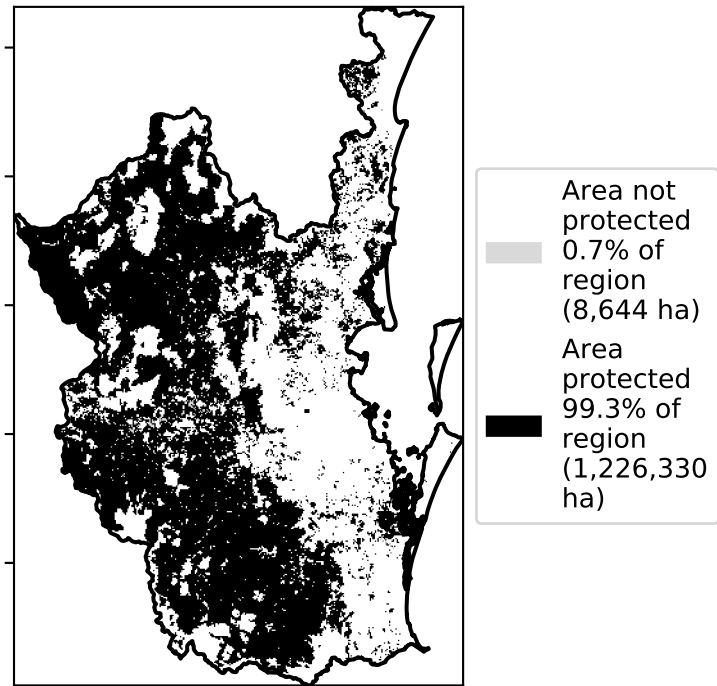 Area not
protected
0.7% of
region
(8,644 ha)
Area
protected
99.3% of
region
(1,226,330
ha)